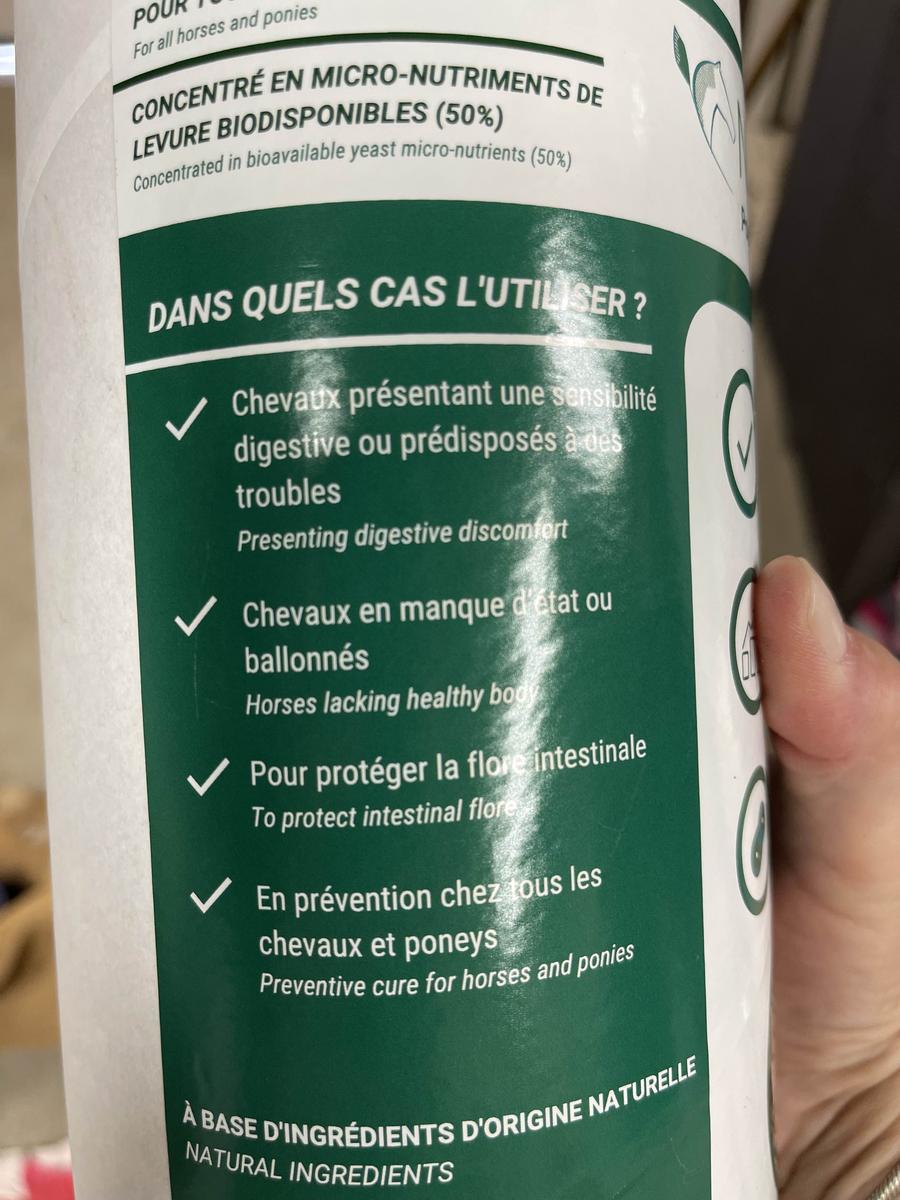 POUR
For all horses and ponies
CONCENTRÉ EN MICRO-NUTRIMENTS DE
LEVURE BIODISPONIBLES (50%)
Concentrated in bioavailable yeast micro-nutrients (50%)
DANS QUELS CAS L'UTILISER ?
Chevaux présentant une sensibilité
digestive ou prédisposés à des
troubles
Presenting digestive discomfort
Chevaux en manque d'état ou
ballonnés
Horses lacking healthy body
Pour protéger la flore intestinale
To protect intestinal flore
En prévention chez tous les
chevaux et poneys
Preventive cure for horses and ponies
À BASE D'INGRÉDIENTS D'ORIGINE NATURELLE
NATURAL INGREDIENTS